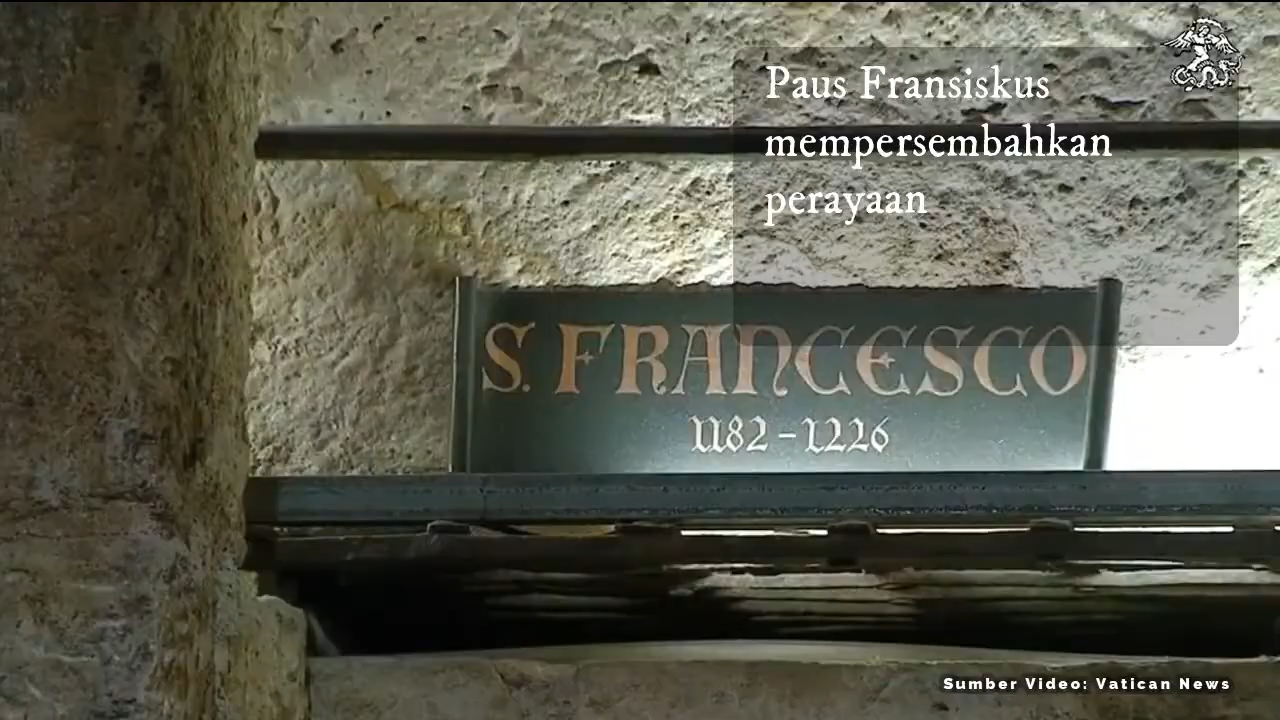 Paus Fransiskus
mempersembahkan
perayaan
S. FRANCESCO
1182-1226
Sumber Video: Vatican News